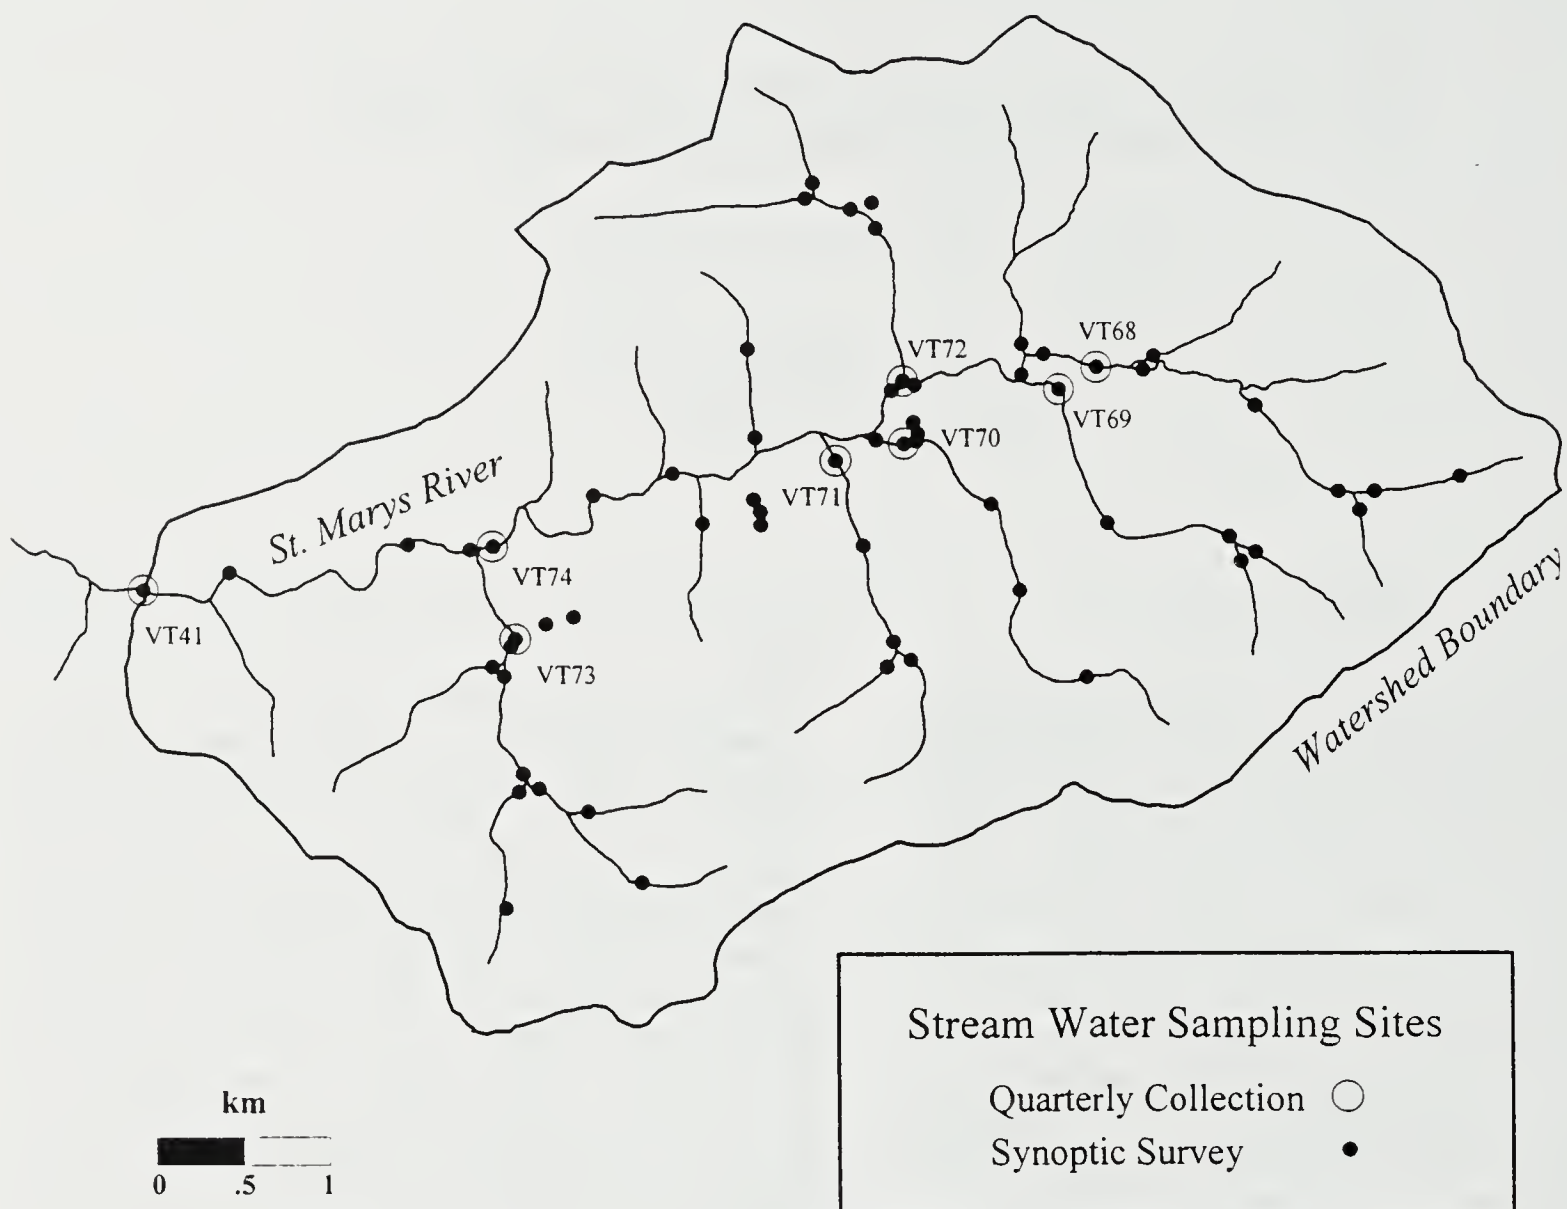 VT68
VT72
VT69
VT70
VT71
St. Marys River
VT74
VT41
VT73
Watershed Boundary
Stream Water Sampling Sites
Quarterly Collection
Synoptic Survey
km
0 .5 1